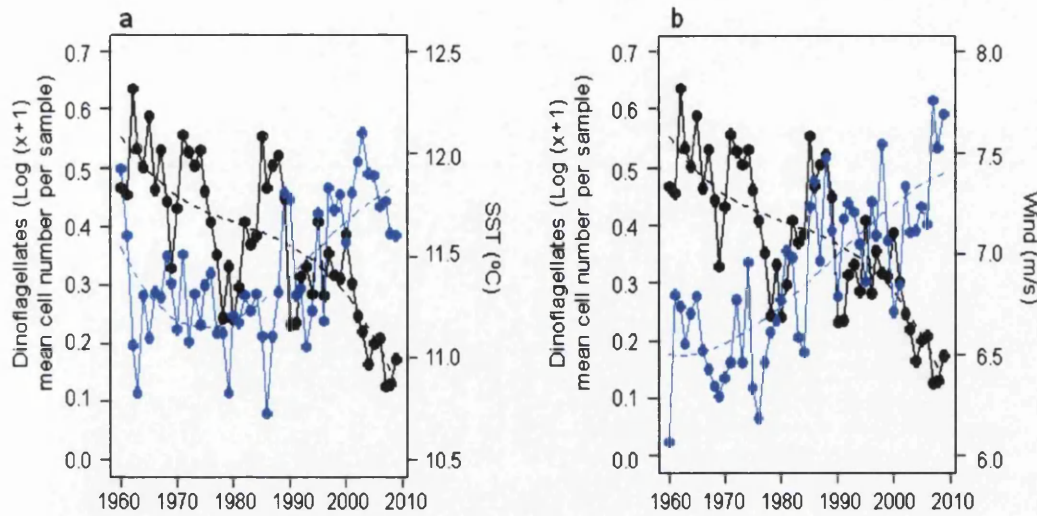 a
0.7
0.6
0.5
0.4
0.3
0.2
0.1
0.0
Dinoflagellates (Log (x+1)
mean cell number per sample)
12.5
12.0
11.5
11.0
10.5
SST (ºC)
1960 1970 1980 1990 2000 2010
b
0.7
0.6
0.5
0.4
0.3
0.2
0.1
0.0
Dinoflagellates (Log (x+1)
mean cell number per sample)
8.0
7.5
7.0
6.5
6.0
Wind (m/s)
1960 1970 1980 1990 2000 2010